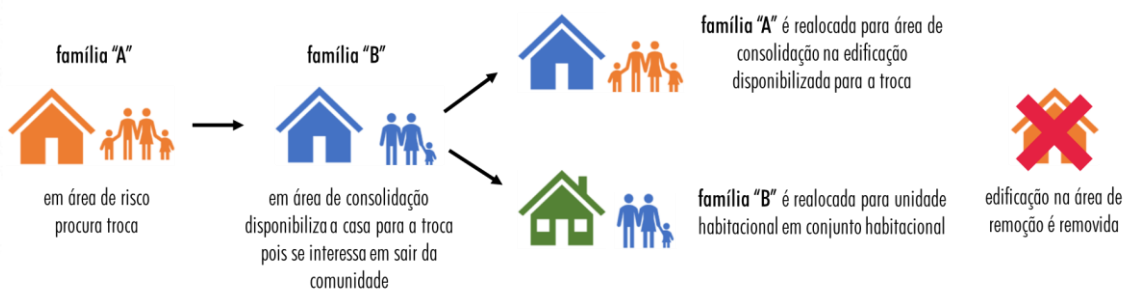 família "A"
em área de risco
procura troca
família "B"
em área de consolidação
disponibiliza a casa para a troca
pois se interessa em sair da
comunidade
família "A" é realocada para área de
consolidação na edificação
disponibilizada para a troca
família "B" é realocada para unidade
habitacional em conjunto habitacional
edificação na área de
remoção é removida